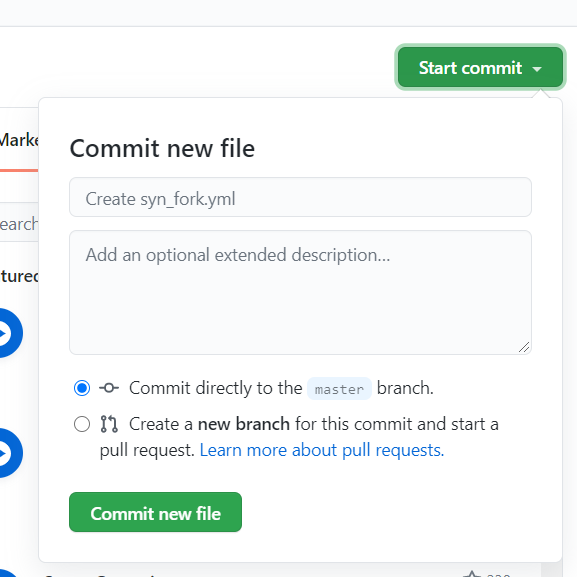 Start commit
Marke
Commit new file
Create syn_fork.yml
earch
Add an optional extended description...
tured
Commit directly to the master branch.
Create a new branch for this commit and start a
pull request. Learn more about pull requests.
Commit new file